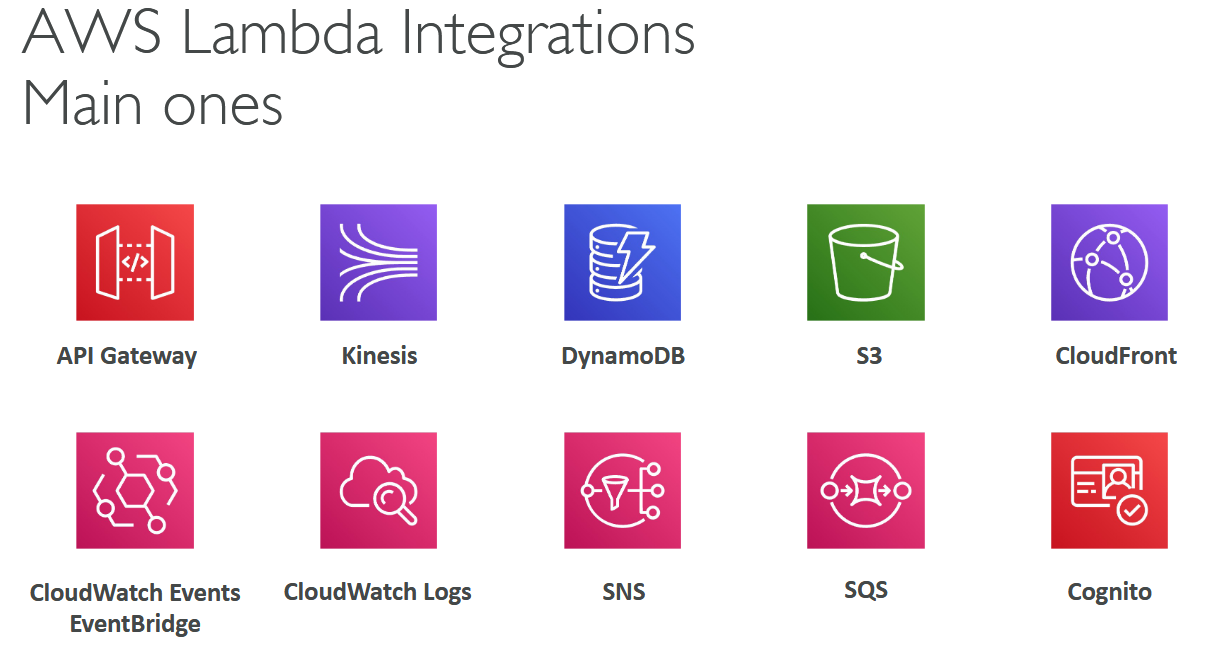 AWS Lambda Integrations
Main ones
</>
API Gateway
Kinesis
DynamoDB
S3
CloudFront
CloudWatch Events
EventBridge
CloudWatch Logs
SNS
SQS
Cognito